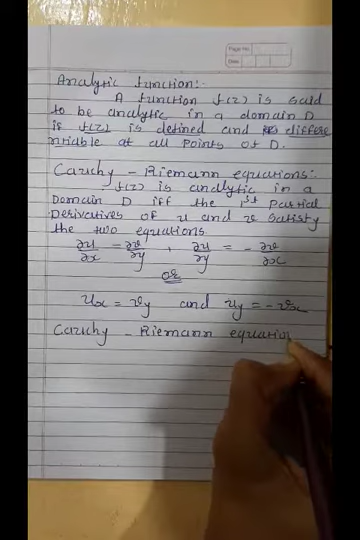 Page No.
Date
Analytic function:-
A function f(z) is said
to be analytic in a domain D
if f(z) is defined and differe
ntiable at all points of D.
Cauchy - Riemann equations:
f(z) is analytic in a
Domain D iff the 1st Partial
Derivatives of u and v satisfy
the two equations
∂u/∂x = ∂v/∂y , ∂u/∂y = - ∂v/∂x
or
ux = vy and uy = -vx
Cauchy - Riemann equation